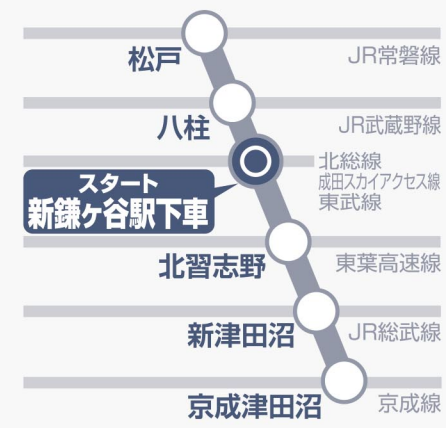 松戸
JR常磐線
八柱
JR武蔵野線
北総線
成田スカイアクセス線
東武線
スタート
新鎌ヶ谷駅下車
北習志野
東葉高速線
新津田沼
JR総武線
京成津田沼
京成線